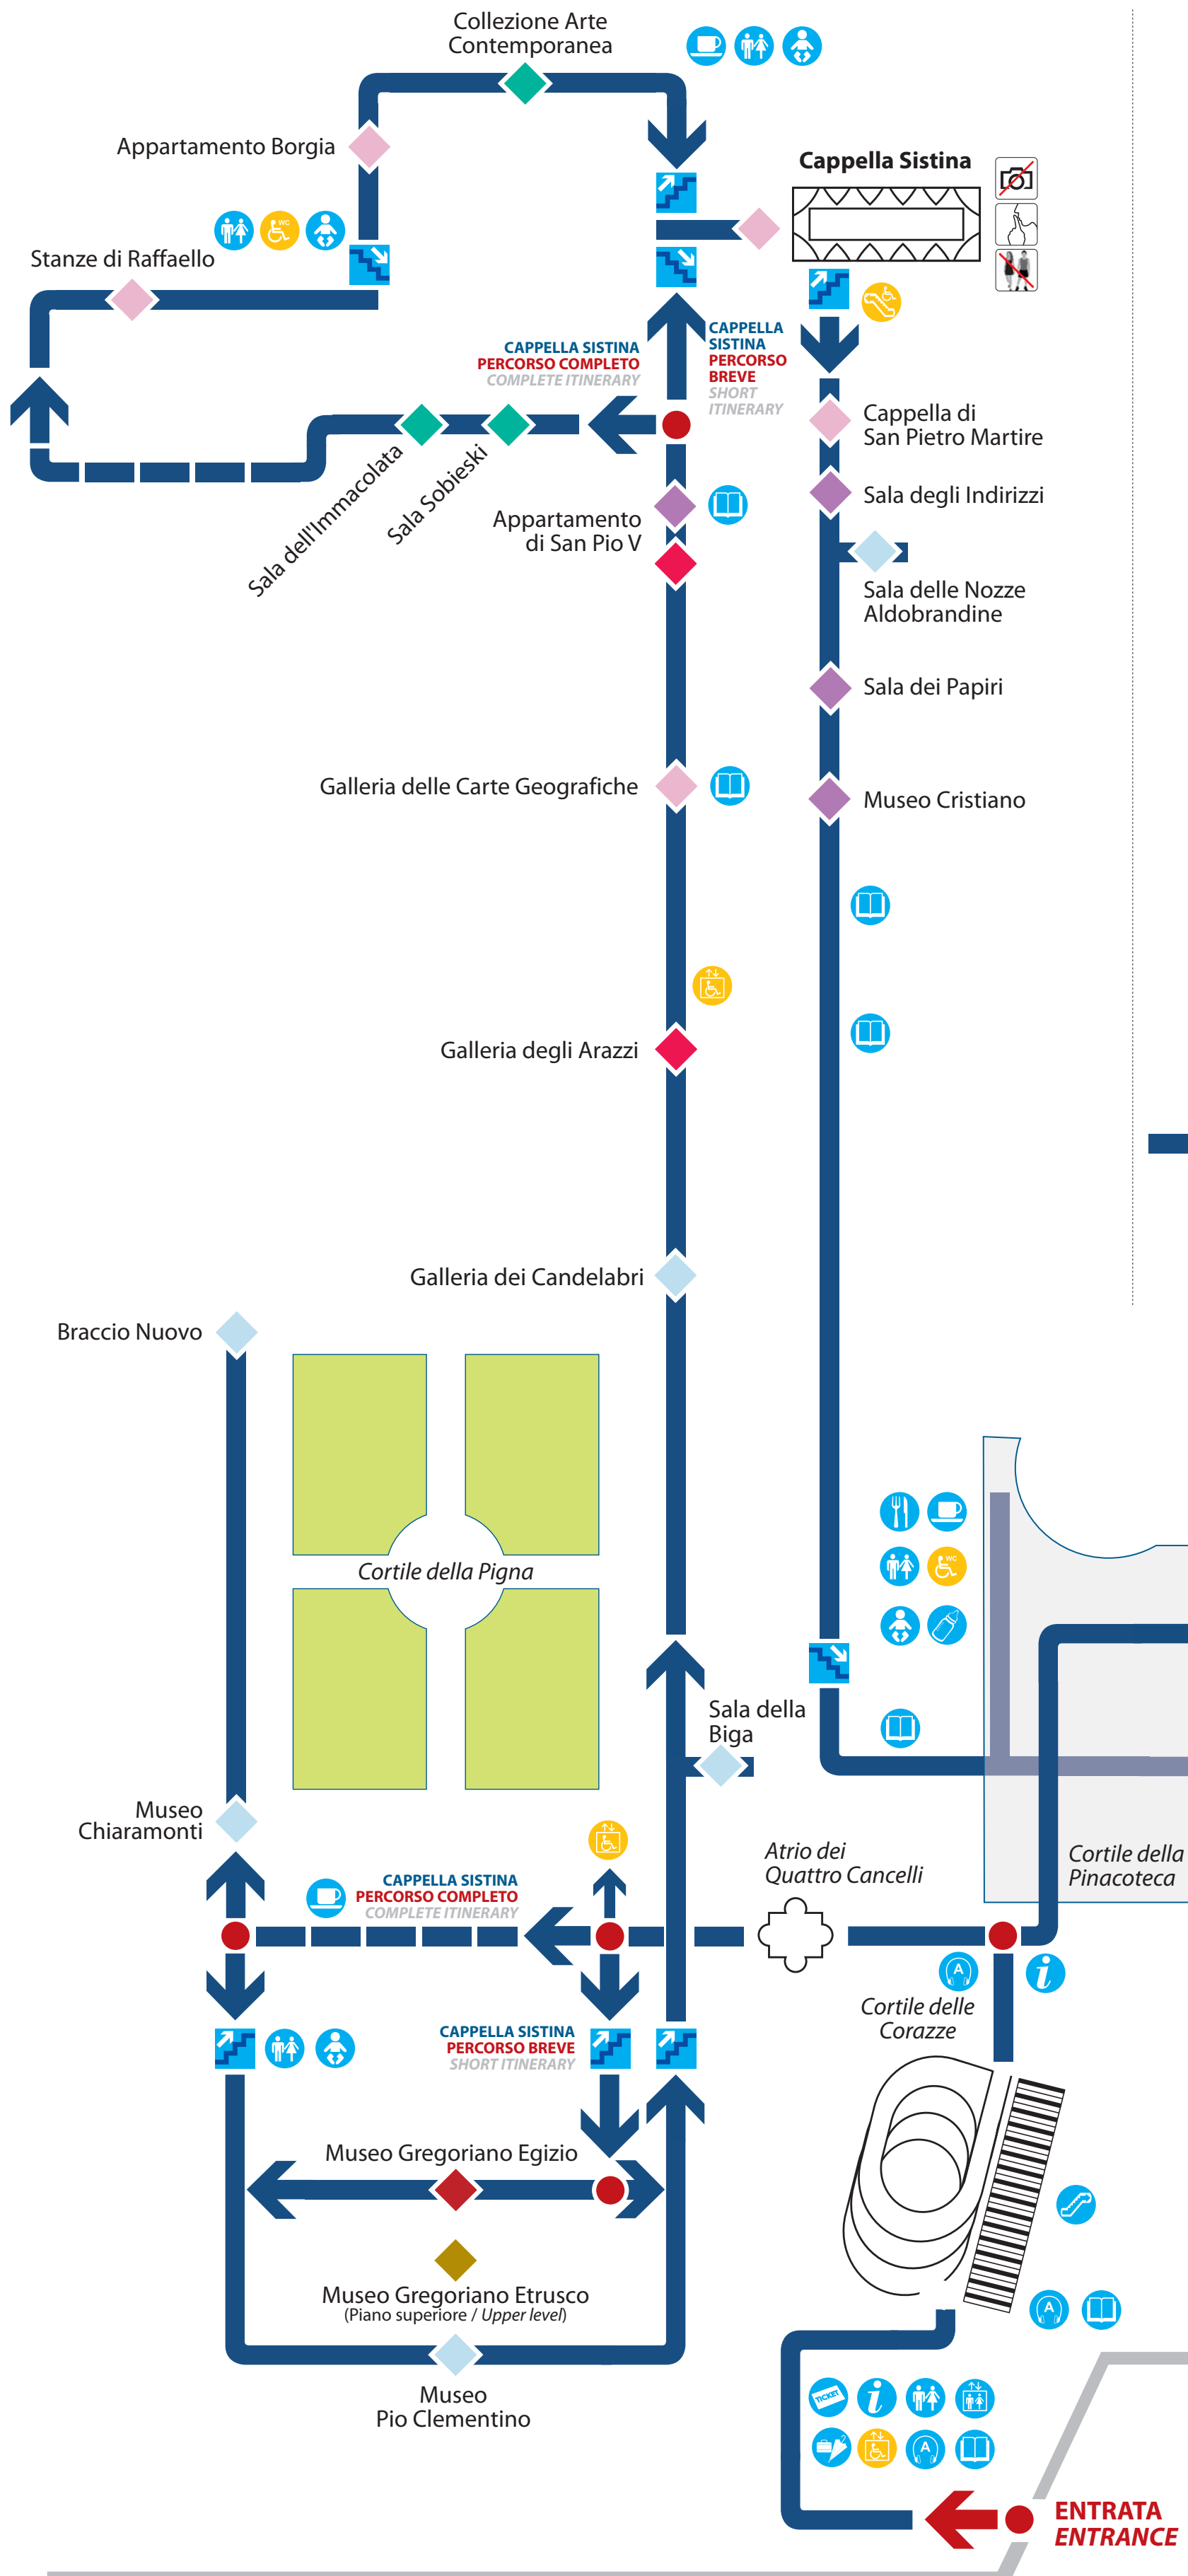 Collezione Arte
Contemporanea
Appartamento Borgia
Cappella Sistina
WC
Stanze di Raffaello
CAPPELLA SISTINA
PERCORSO COMPLETO
COMPLETE ITINERARY
CAPPELLA
SISTINA
PERCORSO
BREVE
SHORT
ITINERARY
Cappella di
San Pietro Martire
Sala dell'Immacolata
Sala Sobieski
Sala degli Indirizzi
Appartamento
di San Pio V
Sala delle Nozze
Aldobrandine
Sala dei Papiri
Galleria delle Carte Geografiche
Museo Cristiano
Galleria degli Arazzi
Galleria dei Candelabri
Braccio Nuovo
Cortile della Pigna
WC
Sala della
Biga
Museo
Chiaramonti
Atrio dei
Quattro Cancelli
Cortile della
Pinacoteca
CAPPELLA SISTINA
PERCORSO COMPLETO
COMPLETE ITINERARY
A
i
Cortile delle
Corazze
CAPPELLA SISTINA
PERCORSO BREVE
SHORT ITINERARY
Museo Gregoriano Egizio
Museo Gregoriano Etrusco
(Piano superiore / Upper level)
A
Museo
Pio Clementino
TICKET
i
A
ENTRATA
ENTRANCE